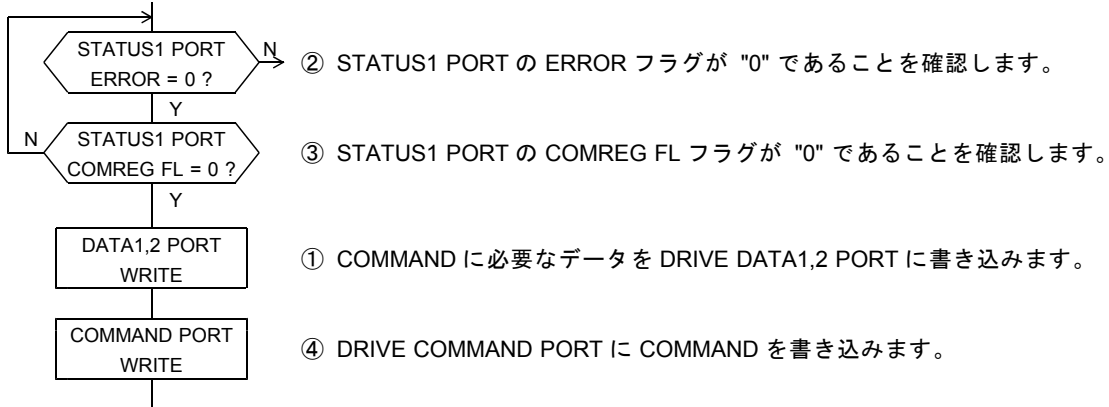 STATUS1 PORT
ERROR = 0 ?
N
② STATUS1 PORT の ERROR フラグが "0" であることを確認します。
Y
N
STATUS1 PORT
COMREG FL = 0 ?
③ STATUS1 PORT の COMREG FL フラグが "0" であることを確認します。
Y
DATA1,2 PORT
WRITE
① COMMAND に必要なデータを DRIVE DATA1,2 PORT に書き込みます。
COMMAND PORT
WRITE
④ DRIVE COMMAND PORT に COMMAND を書き込みます。